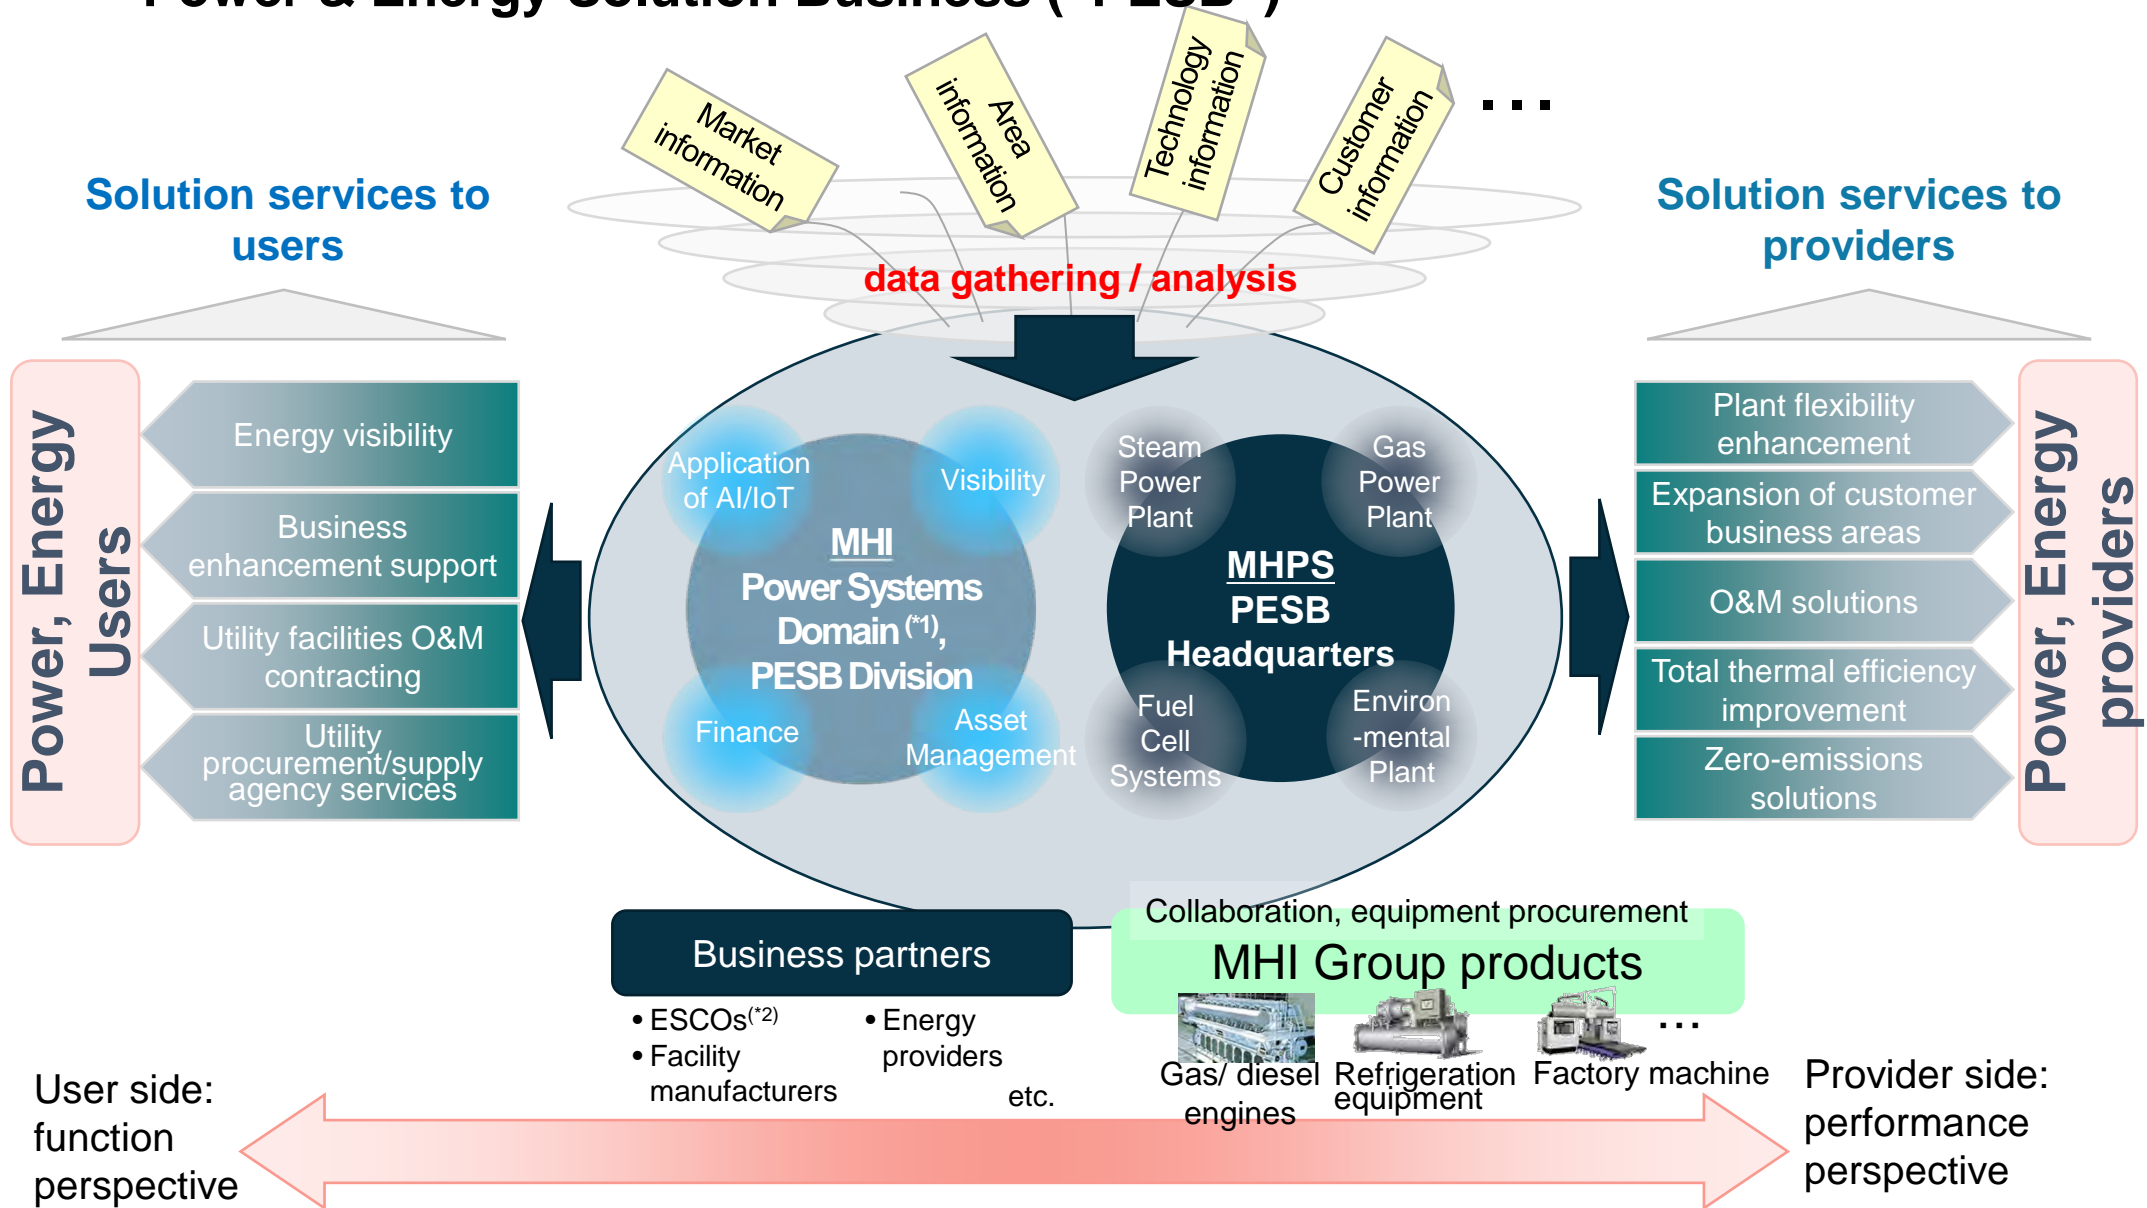 Power & Energy Solution Business ("PESB")
Market
information
Area
information
Technology
information
Customer
information
...
data gathering / analysis
Solution services to
users
Solution services to
providers
Power, Energy
Users
Energy visibility
Business
enhancement support
Utility facilities O&M
contracting
Utility
procurement/supply
agency services
Application
of AI/IoT
Visibility
MHI
Power Systems
Domain (*1),
PESB Division
Finance
Asset
Management
Steam
Power
Plant
Gas
Power
Plant
MHPS
PESB
Headquarters
Fuel
Cell
Systems
Environ
-mental
Plant
Plant flexibility
enhancement
Expansion of customer
business areas
O&M solutions
Total thermal efficiency
improvement
Zero-emissions
solutions
Power, Energy
providers
Business partners
• ESCOs(*2)
• Facility
manufacturers
• Energy
providers
etc.
Collaboration, equipment procurement
MHI Group products
...
Gas/ diesel
engines
Refrigeration
equipment
Factory machine
User side:
function
perspective
Provider side:
performance
perspective